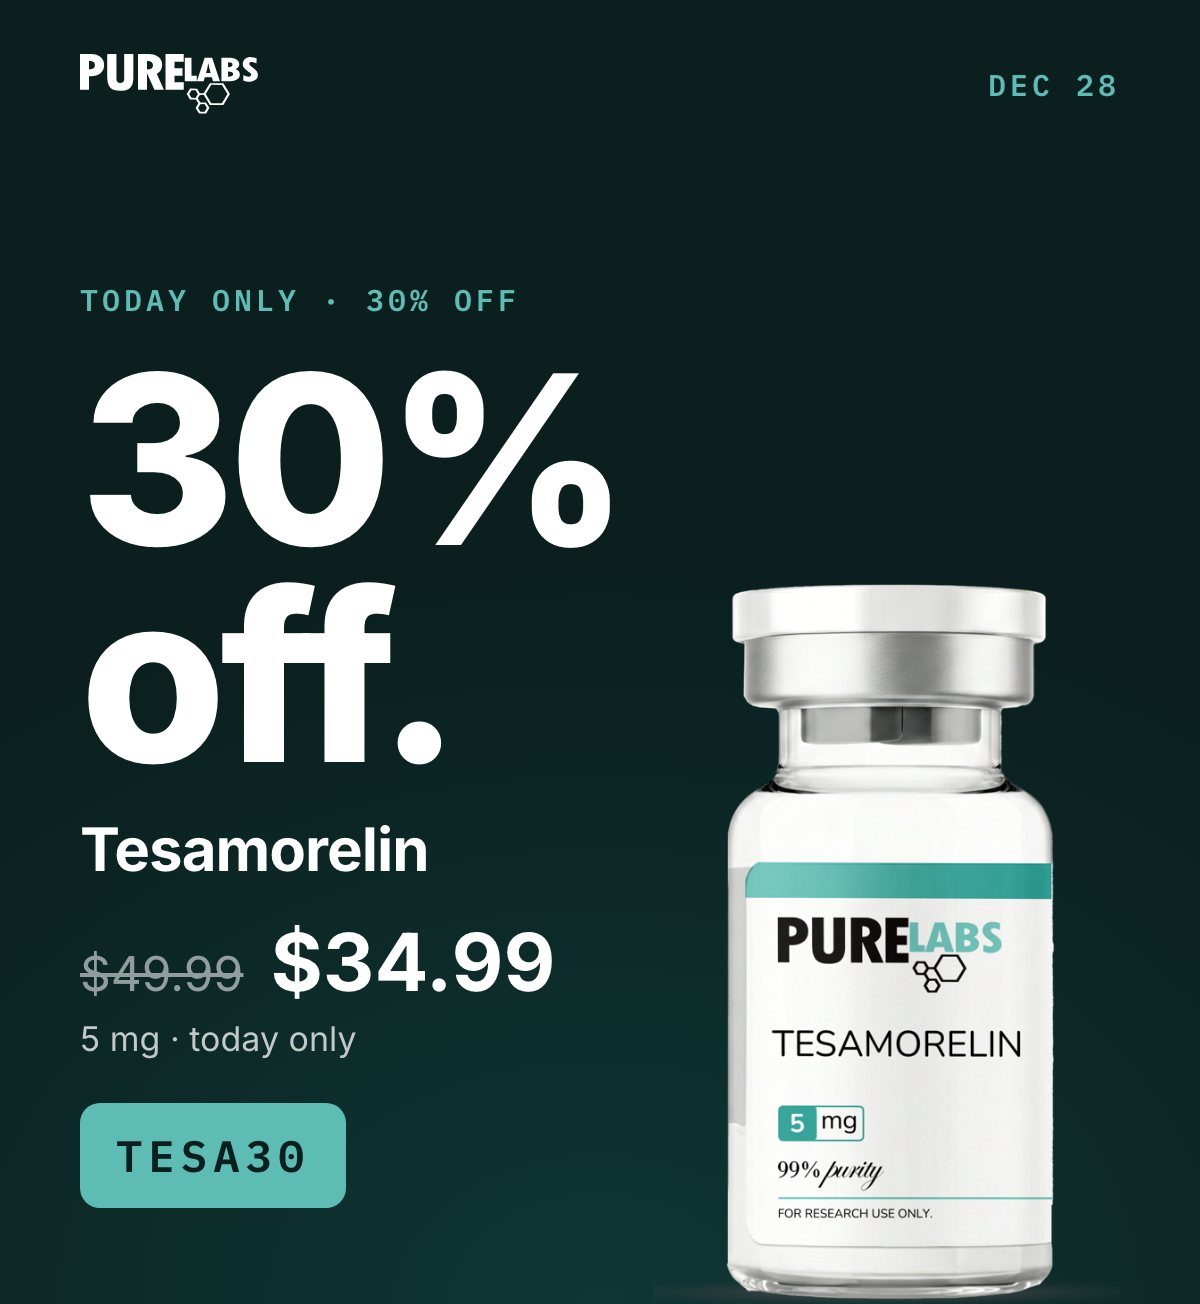 PURELABS
DEC 28
TODAY ONLY · 30% OFF
30%
off.
Tesamorelin
$49.99 $34.99
5 mg · today only
TESA30
PURELABS
TESAMORELIN
5 mg
99% purity
FOR RESEARCH USE ONLY.